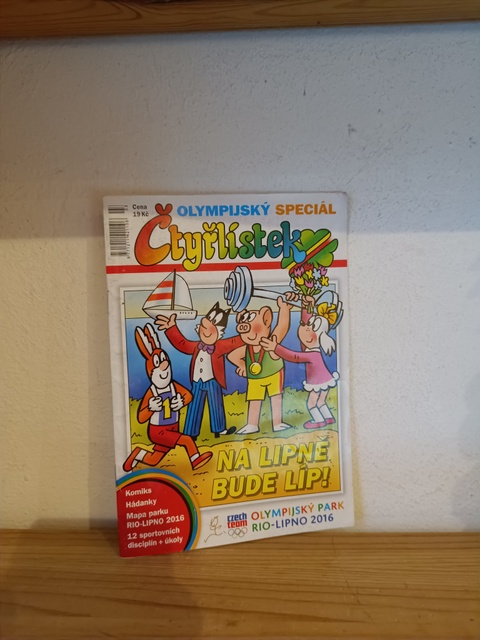 Cena
19 Kč
OLYMPIJSKÝ SPECIÁL
Čtyřlístek
1
NA LIPNĚ
BUDE LÍP!
Komiks
Hádanky
Mapa parku
RIO-LIPNO 2016
12 sportovních
disciplín + úkoly
czech
team
OLYMPIJSKÝ PARK
RIO-LIPNO 2016